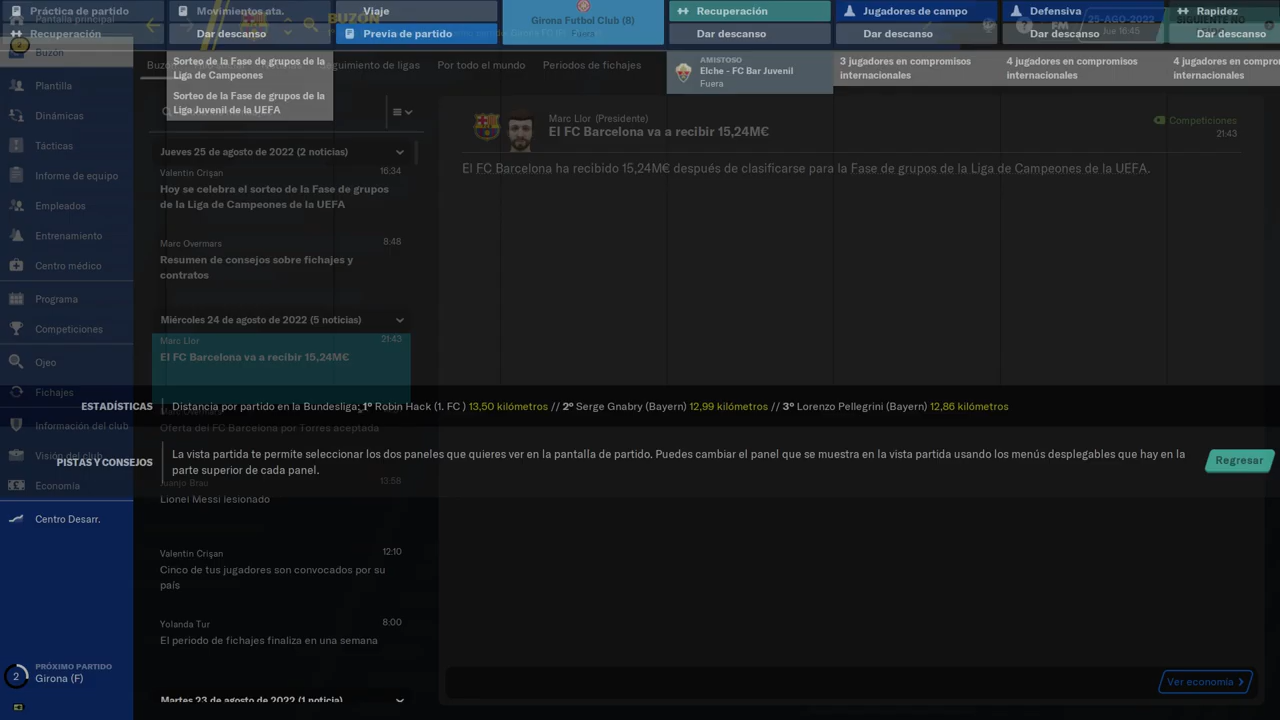 Práctica de partido
Recuperación
Movimientos ata.
Dar descanso
Viaje
Previa de partido
Girona Futbol Club (8)
Fuera
Recuperación
Dar descanso
Jugadores de campo
Dar descanso
Defensiva
Dar descanso
Rapidez
Dar descanso
Pantalla principal
BUZÓN
25-AGO-2022
Jue 16:45
FM
SIGUIENTE NO
Sorteo de la Fase de grupos de la
Liga de Campeones
Sorteo de la Fase de grupos de la
Liga Juvenil de la UEFA
guimiento de ligas
Por todo el mundo
Periodos de fichajes
AMISTOSO
Elche - FC Bar Juvenil
Fuera
3 jugadores en compromisos
internacionales
4 jugadores en compromisos
internacionales
4 jugadores en compro
internacionales
Buzón
Plantilla
Dinámicas
Tácticas
Informe de equipo
Empleados
Entrenamiento
Centro médico
Programa
Competiciones
Ojeo
Fichajes
Información del club
Visión del club
Economía
Centro Desarr.
PRÓXIMO PARTIDO
Girona (F)
2
Jueves 25 de agosto de 2022 (2 noticias)
Valentin Crişan 16:34
Hoy se celebra el sorteo de la Fase de grupos
de la Liga de Campeones de la UEFA
Marc Overmars 8:48
Resumen de consejos sobre fichajes y
contratos
Miércoles 24 de agosto de 2022 (5 noticias)
Marc Llor 21:43
El FC Barcelona va a recibir 15,24M€
Oferta del FC Barcelona por Torres aceptada
Juanjo Brau 13:58
Lionel Messi lesionado
Valentin Crişan 12:10
Cinco de tus jugadores son convocados por su
país
Yolanda Tur 8:00
El periodo de fichajes finaliza en una semana
Martes 23 de agosto de 2022 (1 noticia)
Marc Llor (Presidente)
El FC Barcelona va a recibir 15,24M€
Competiciones
21:43
El FC Barcelona ha recibido 15,24M€ después de clasificarse para la Fase de grupos de la Liga de Campeones de la UEFA.
ESTADÍSTICAS
Distancia por partido en la Bundesliga: 1º Robin Hack (1. FC ) 13,50 kilómetros // 2º Serge Gnabry (Bayern) 12,99 kilómetros // 3º Lorenzo Pellegrini (Bayern) 12,86 kilómetros
PISTAS Y CONSEJOS
La vista partida te permite seleccionar los dos paneles que quieres ver en la pantalla de partido. Puedes cambiar el panel que se muestra en la vista partida usando los menús desplegables que hay en la
parte superior de cada panel.
Regresar
Ver economía